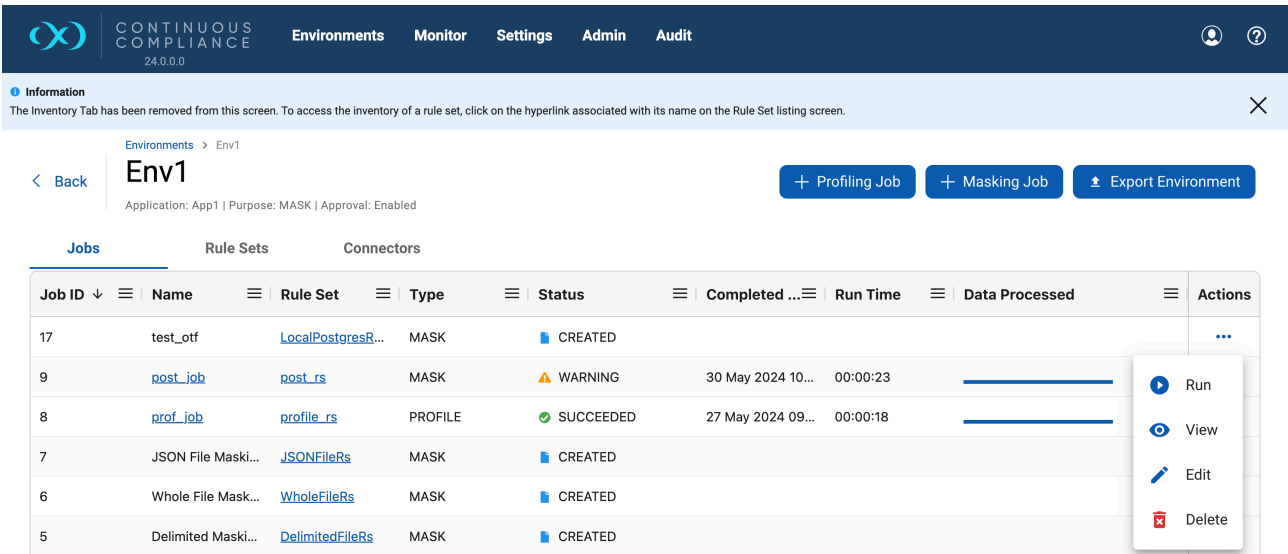 CONTINUOUS
COMPLIANCE
24.0.0.0
Environments Monitor Settings Admin Audit
Information
The Inventory Tab has been removed from this screen. To access the inventory of a rule set, click on the hyperlink associated with its name on the Rule Set listing screen.
Environments > Env1
Back
Env1
+ Profiling Job + Masking Job Export Environment
Application: App1 | Purpose: MASK | Approval: Enabled
Jobs Rule Sets Connectors
Job ID ↓ Name Rule Set Type Status Completed ... Run Time Data Processed Actions
17 test_otf LocalPostgresR... MASK CREATED ...
9 post_job post_rs MASK WARNING 30 May 2024 10... 00:00:23
Run
8 prof_job profile_rs PROFILE SUCCEEDED 27 May 2024 09... 00:00:18
View
7 JSON File Maski... JSONFileRs MASK CREATED
Edit
6 Whole File Mask... WholeFileRs MASK CREATED
Delete
5 Delimited Maski... DelimitedFileRs MASK CREATED